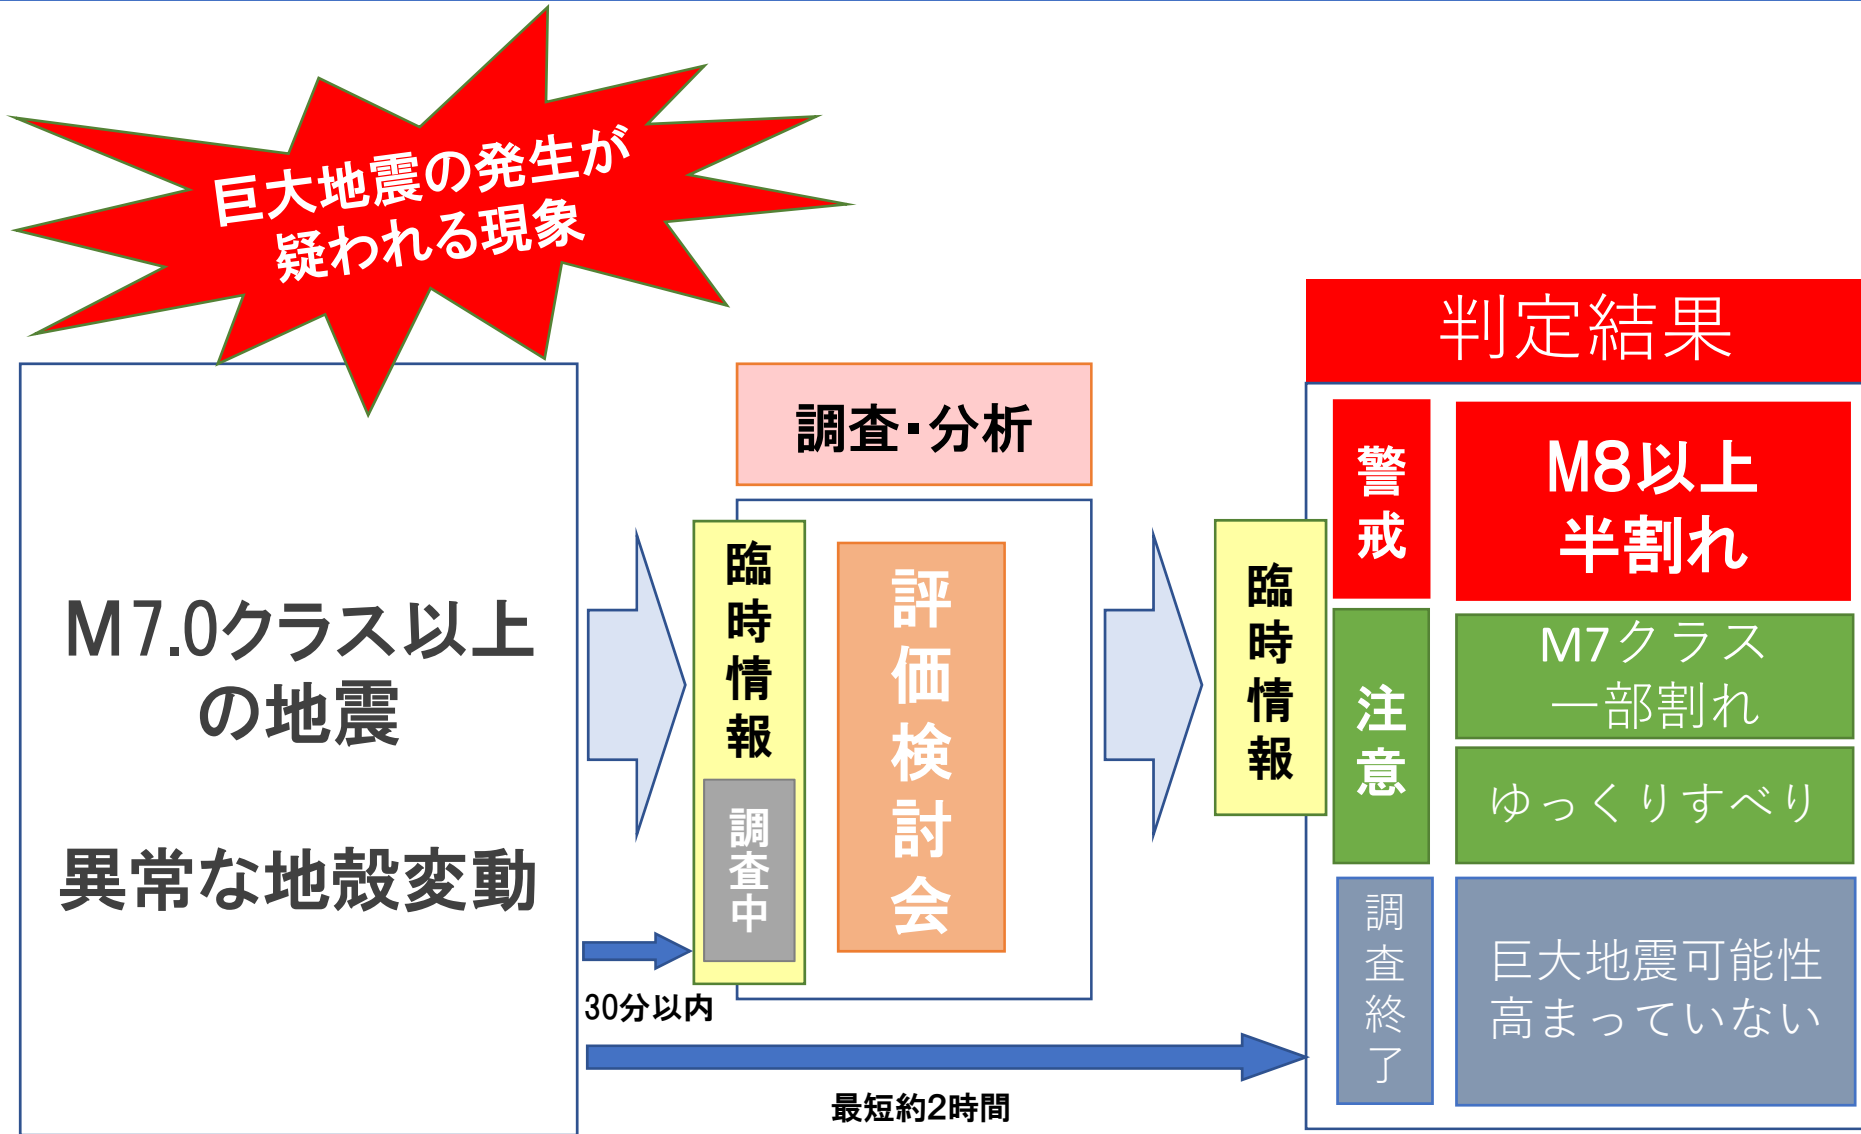 巨大地震の発生が
疑われる現象
M7.0クラス以上
の地震
異常な地殻変動
30分以内
最短約2時間
調査・分析
臨時情報
調査中
評価検討会
臨時情報
判定結果
警戒
M8以上
半割れ
注意
M7クラス
一部割れ
ゆっくりすべり
調査終了
巨大地震可能性
高まっていない